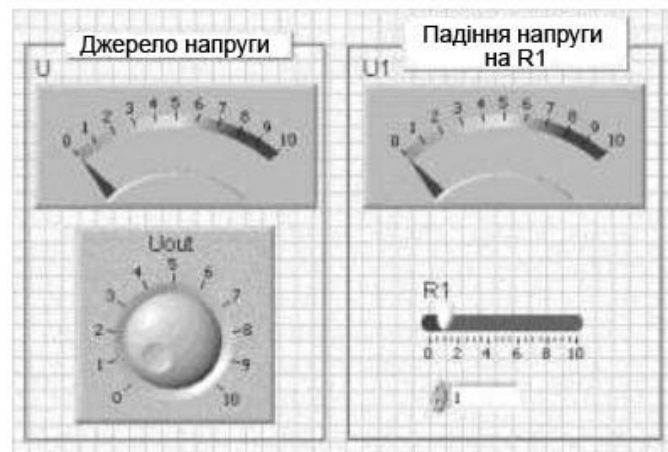 Джерело напруги
U
0 1 2 3 4 5 6 7 8 9 10
Uout
0 1 2 3 4 5 6 7 8 9 10
Падіння напруги
на R1
U1
0 1 2 3 4 5 6 7 8 9 10
R1
0 2 4 6 8 10
1